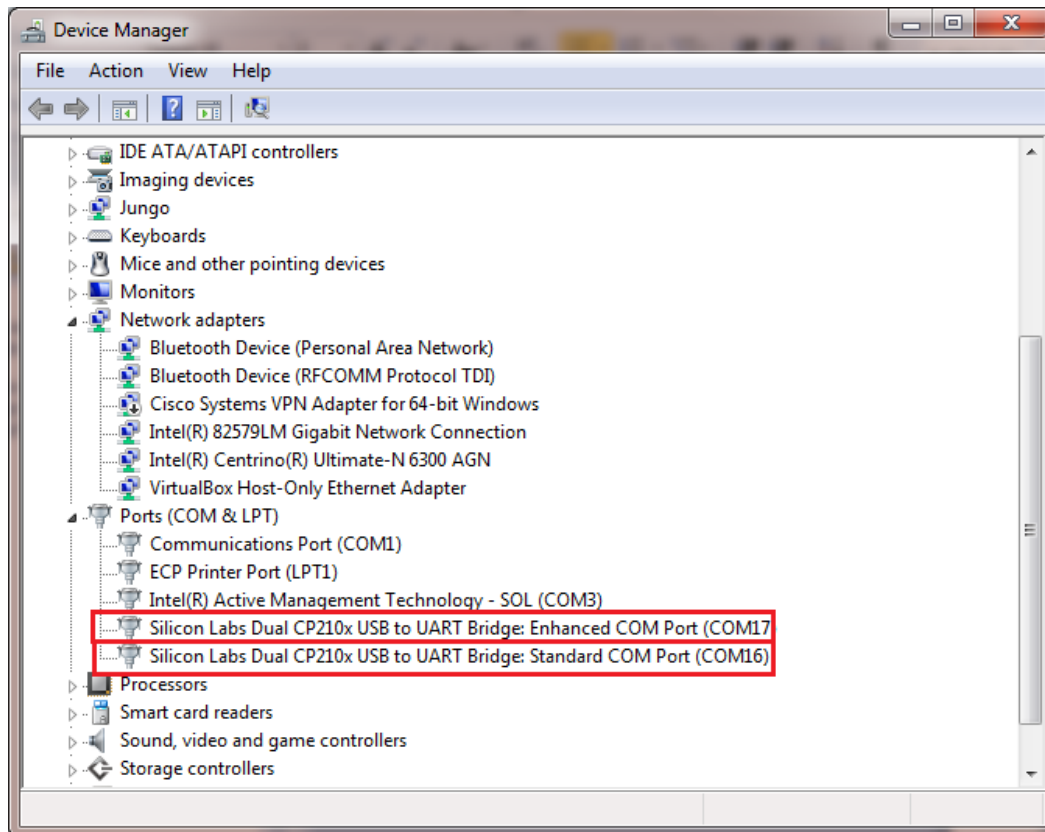 Device Manager
File Action View Help
IDE ATA/ATAPI controllers
Imaging devices
Jungo
Keyboards
Mice and other pointing devices
Monitors
Network adapters
Bluetooth Device (Personal Area Network)
Bluetooth Device (RFCOMM Protocol TDI)
Cisco Systems VPN Adapter for 64-bit Windows
Intel(R) 82579LM Gigabit Network Connection
Intel(R) Centrino(R) Ultimate-N 6300 AGN
VirtualBox Host-Only Ethernet Adapter
Ports (COM & LPT)
Communications Port (COM1)
ECP Printer Port (LPT1)
Intel(R) Active Management Technology - SOL (COM3)
Silicon Labs Dual CP210x USB to UART Bridge: Enhanced COM Port (COM17
Silicon Labs Dual CP210x USB to UART Bridge: Standard COM Port (COM16)
Processors
Smart card readers
Sound, video and game controllers
Storage controllers